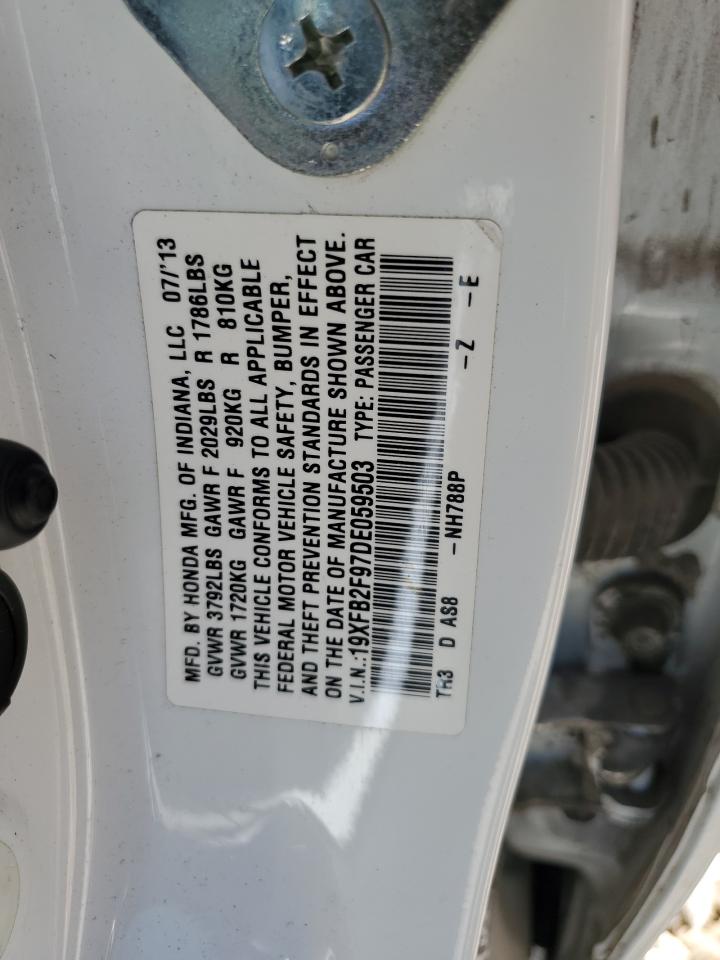 MFD. BY HONDA MFG. OF INDIANA, LLC 07/'13
GVWR 3792LBS GAWR F 2029LBS R 1786LBS
GVWR 1720KG GAWR F 920KG R 810KG
THIS VEHICLE CONFORMS TO ALL APPLICABLE
FEDERAL MOTOR VEHICLE SAFETY, BUMPER,
AND THEFT PREVENTION STANDARDS IN EFFECT
ON THE DATE OF MANUFACTURE SHOWN ABOVE.
V.I.N.:19XFB2F97DE059503 TYPE: PASSENGER CAR
TR3 D AS8 -NH788P -Z -E